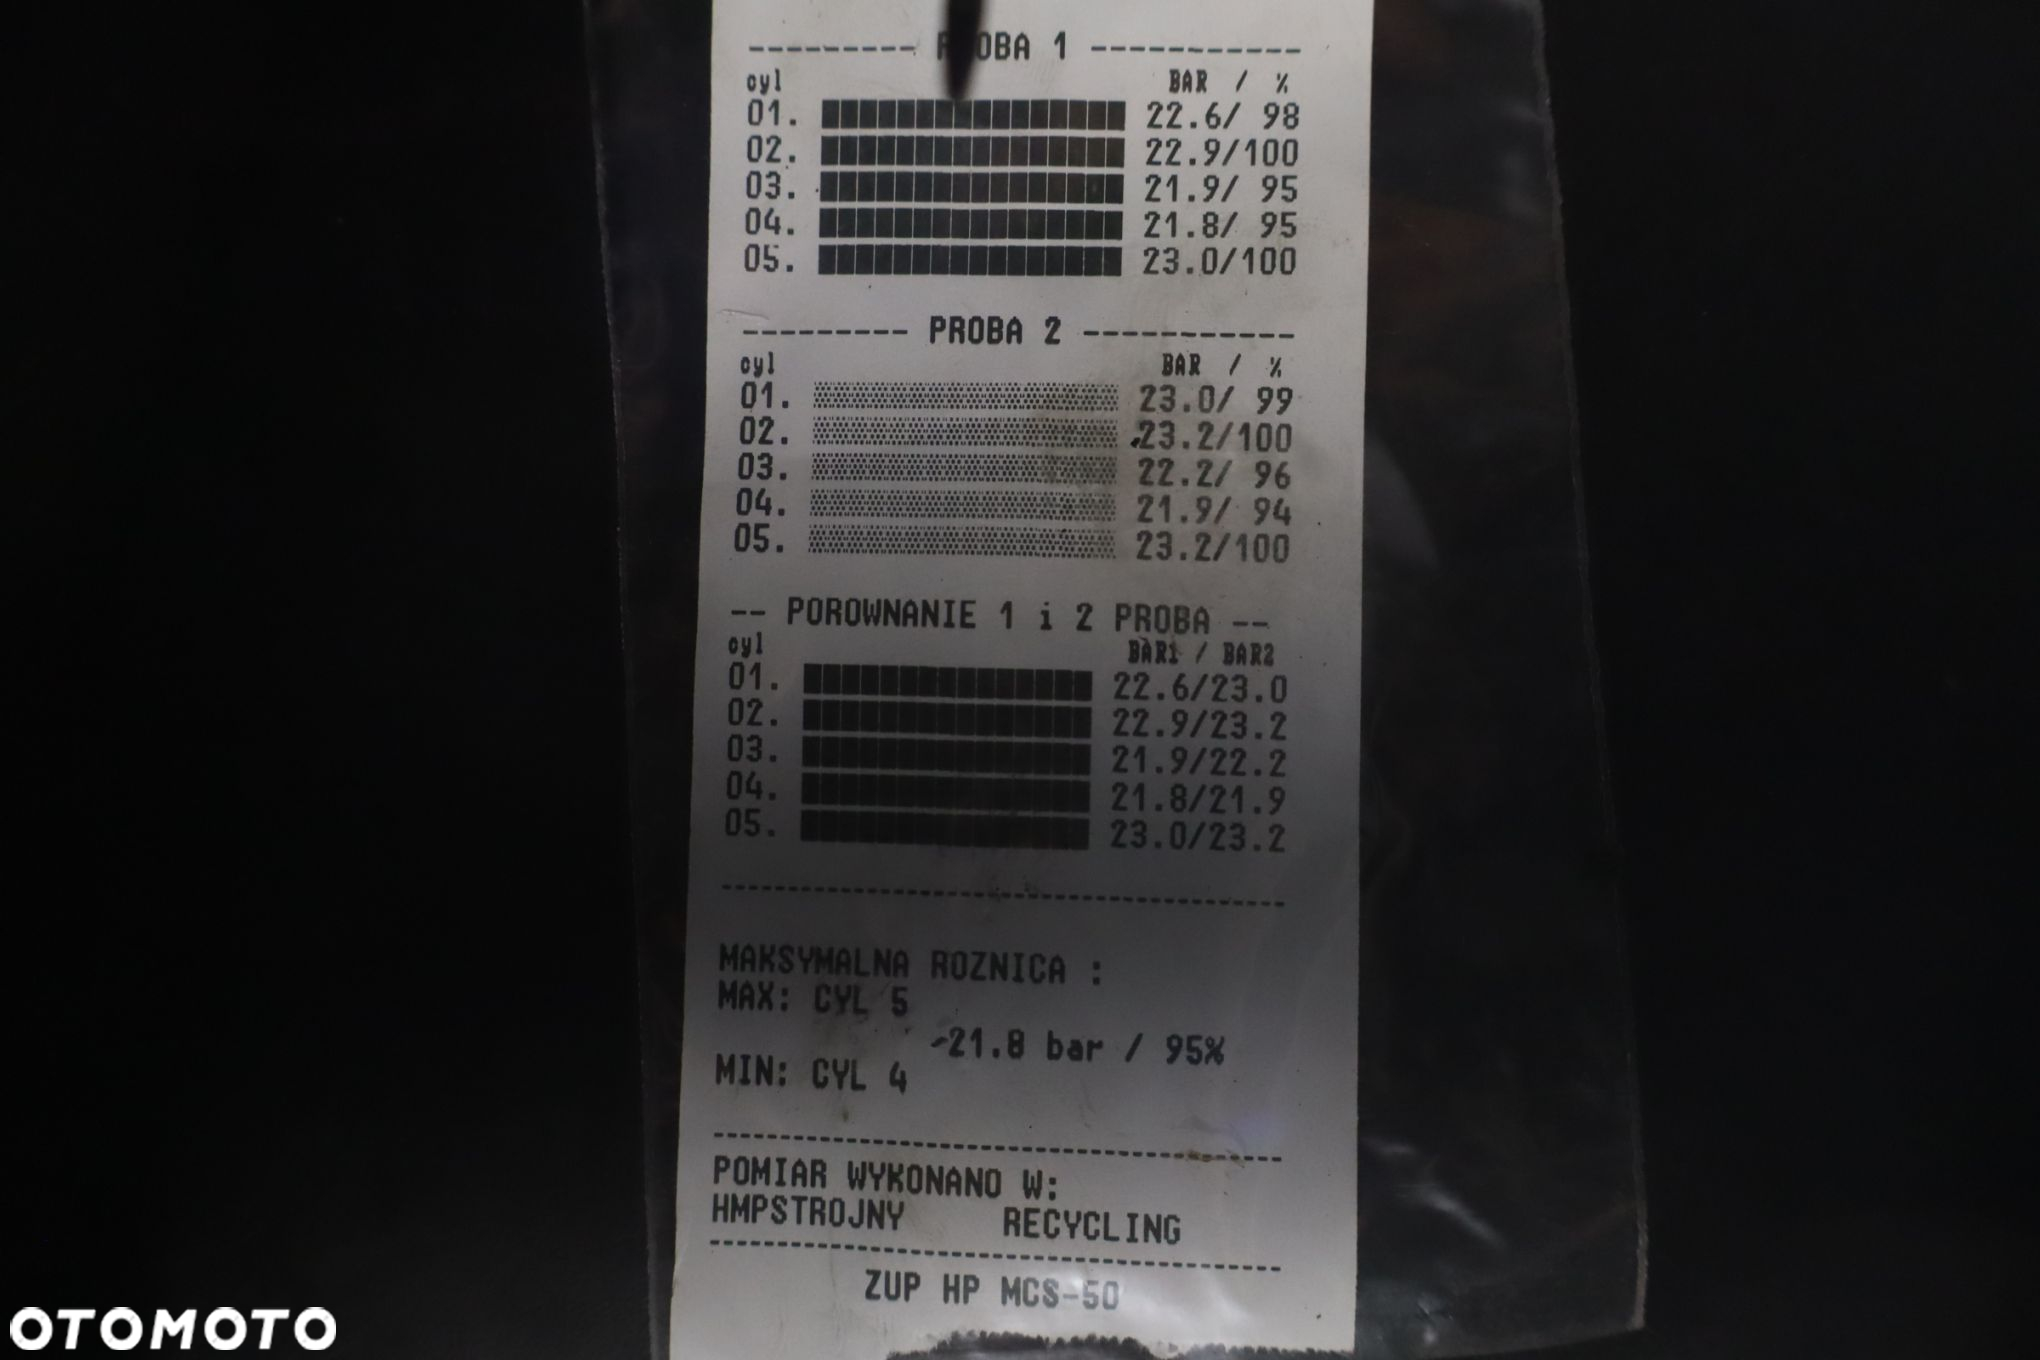 --------- PROBA 1 -----------
cyl BAR / %
01. 22.6/ 98
02. 22.9/100
03. 21.9/ 95
04. 21.8/ 95
05. 23.0/100
--------- PROBA 2 -----------
cyl BAR / %
01. 23.0/ 99
02. 23.2/100
03. 22.2/ 96
04. 21.9/ 94
05. 23.2/100
-- POROWNANIE 1 i 2 PROBA --
cyl BAR1 / BAR2
01. 22.6/23.0
02. 22.9/23.2
03. 21.9/22.2
04. 21.8/21.9
05. 23.0/23.2
MAKSYMALNA ROZNICA :
MAX: CYL 5
-21.8 bar / 95%
MIN: CYL 4
POMIAR WYKONANO W:
HMPSTROJNY RECYCLING
ZUP HP MCS-50
OTOMOTO